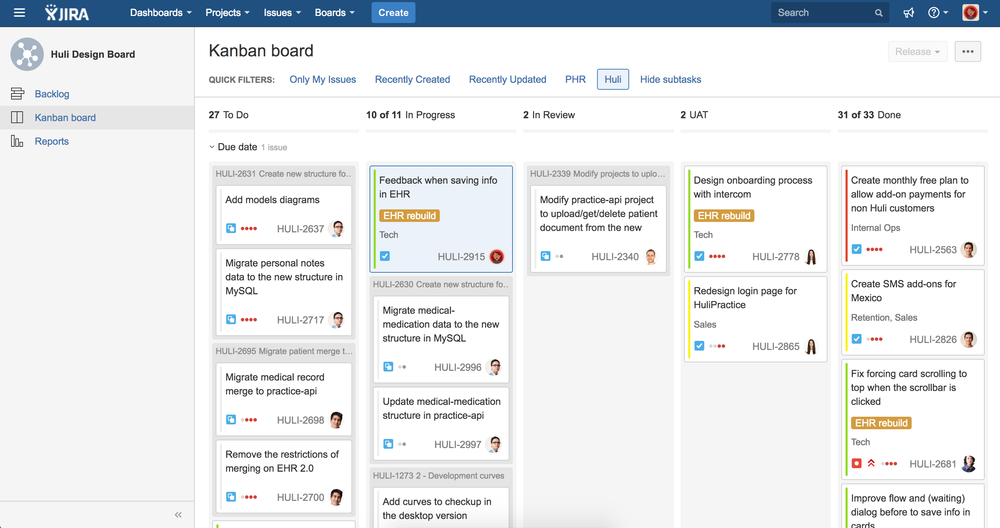 JIRA
Dashboards
Projects
Issues
Boards
Create
Search
Huli Design Board
Backlog
Kanban board
Reports
Kanban board
Release
QUICK FILTERS:
Only My Issues
Recently Created
Recently Updated
PHR
Huli
Hide subtasks
27 To Do
10 of 11 In Progress
2 In Review
2 UAT
31 of 33 Done
Due date 1 issue
HULI-2631 Create new structure fo...
Add models diagrams
HULI-2637
Migrate personal notes
data to the new structure in
MySQL
HULI-2717
HULI-2695 Migrate patient merge t...
Migrate medical record
merge to practice-api
HULI-2698
Remove the restrictions of
merging on EHR 2.0
HULI-2700
Feedback when saving info
in EHR
EHR rebuild
Tech
HULI-2915
HULI-2630 Create new structure fo...
Migrate medical-
medication data to the new
structure in MySQL
HULI-2996
Update medical-medication
structure in practice-api
HULI-2997
HULI-1273 2 - Development curves
Add curves to checkup in
the desktop version
HULI-2339 Modify projects to uplo...
Modify practice-api project
to upload/get/delete patient
document from the new
HULI-2340
Design onboarding process
with intercom
EHR rebuild
Tech
HULI-2778
Redesign login page for
HuliPractice
Sales
HULI-2865
Create monthly free plan to
allow add-on payments for
non Huli customers
Internal Ops
HULI-2563
Create SMS add-ons for
Mexico
Retention, Sales
HULI-2826
Fix forcing card scrolling to
top when the scrollbar is
clicked
EHR rebuild
Tech
HULI-2681
Improve flow and (waiting)
dialog before to save info in
cards